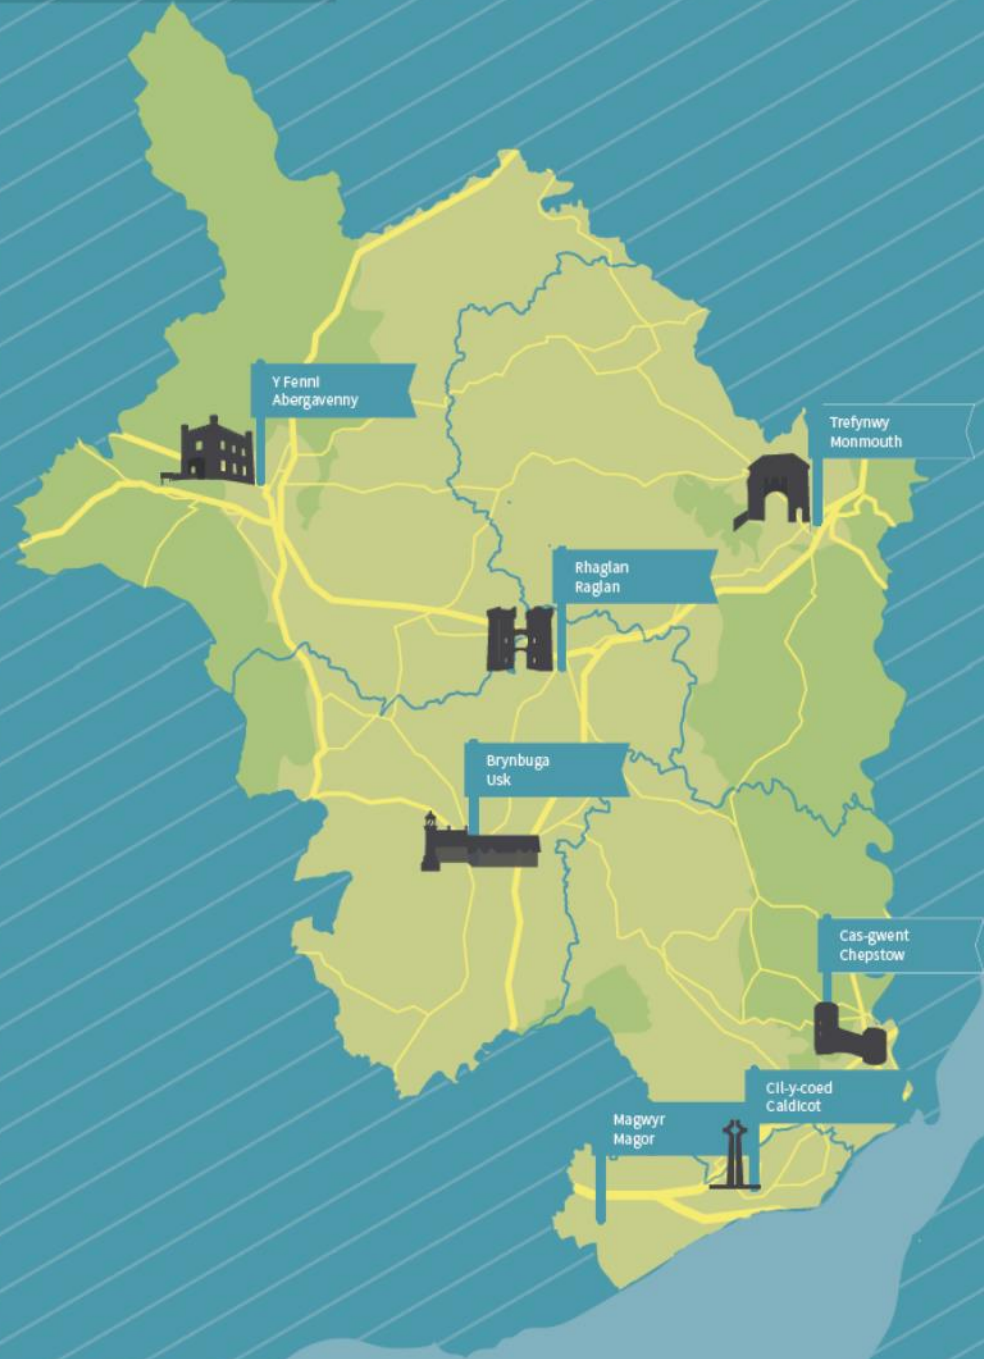 Y Fenni
Abergavenny
Trefynwy
Monmouth
Rhaglan
Raglan
Brynbuga
Usk
Cas-gwent
Chepstow
Cil-y-coed
Caldicot
Magwyr
Magor